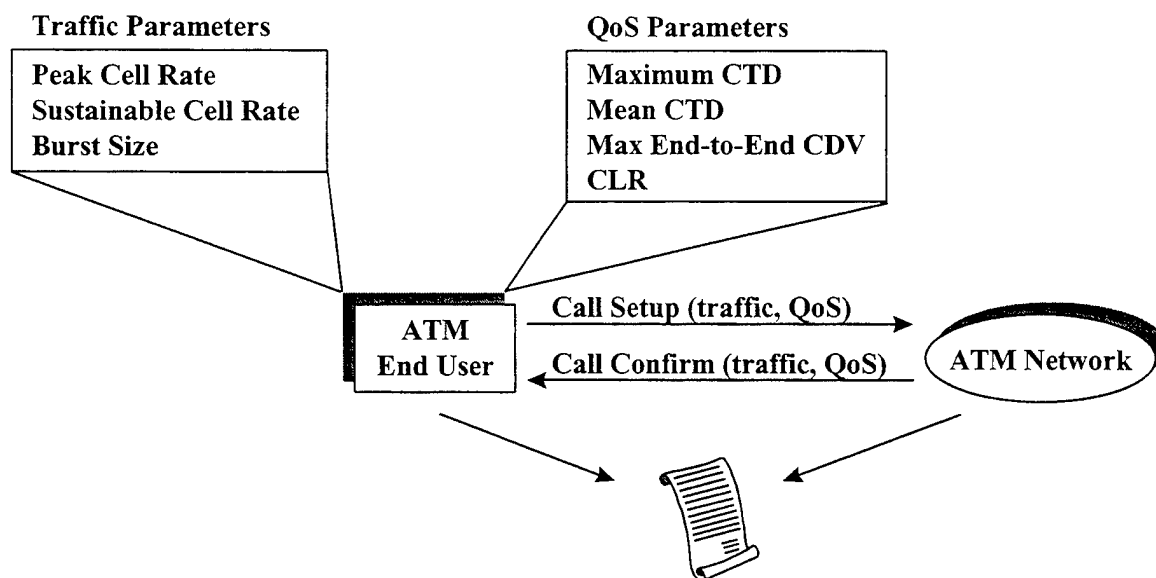 Traffic Parameters
Peak Cell Rate
Sustainable Cell Rate
Burst Size
QoS Parameters
Maximum CTD
Mean CTD
Max End-to-End CDV
CLR
ATM
End User
Call Setup (traffic, QoS)
Call Confirm (traffic, QoS)
ATM Network